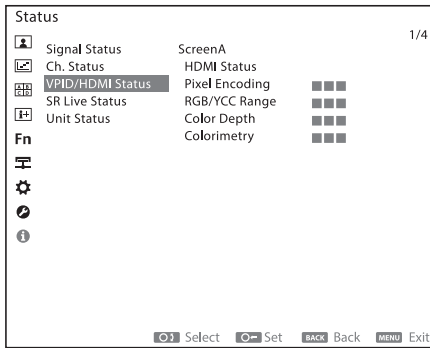 Status
1/4
Signal Status ScreenA
Ch. Status HDMI Status
VPID/HDMI Status Pixel Encoding
SR Live Status RGB/YCC Range
Unit Status Color Depth
Colorimetry
Fn
Select Set BACK Back MENU Exit